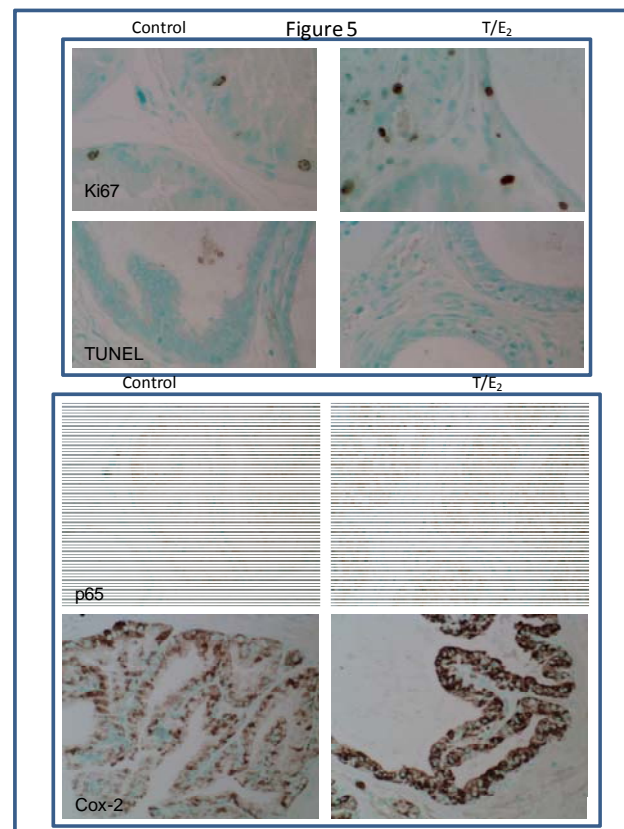 Control Figure 5 T/E₂
Ki67
TUNEL
Control T/E₂
p65
Cox-2